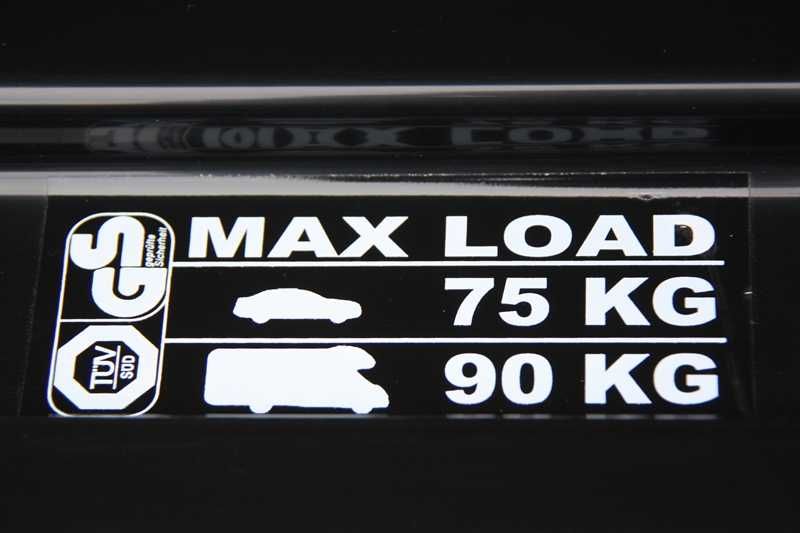 MAX LOAD
75 KG
90 KG
GS
geprüfte
Sicherheit
TÜV
SÜD